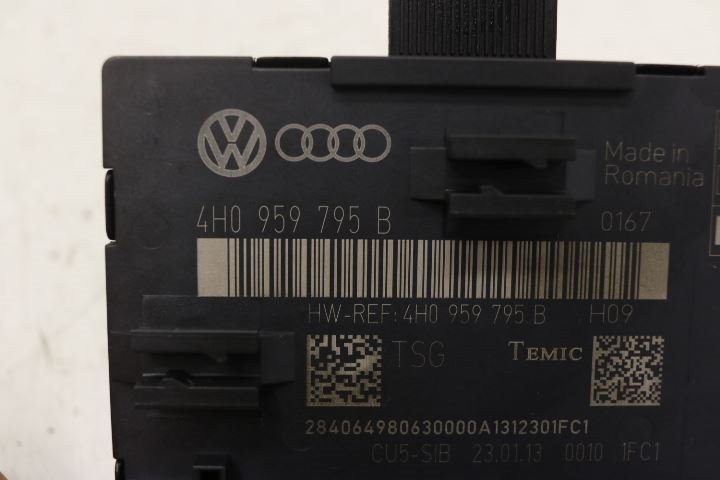 Made in
Romania
4H0 959 795 B
0167
HW-REF: 4H0 959 795 B H09
TSG TEMIC
284064980630000A1312301FC1
CU5-SIB 23.01.13 0010 1FC1